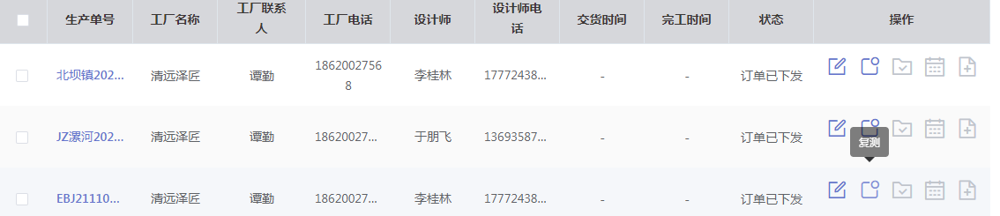 生产单号 工厂名称 工厂联系人 工厂电话 设计师 设计师电话 交货时间 完工时间 状态 操作
北坝镇202... 清远泽匠 谭勤 18620027568 李桂林 17772438... - - 订单已下发
JZ漯河202... 清远泽匠 谭勤 18620027... 于朋飞 13693587... - - 订单已下发
复测
EBJ21110... 清远泽匠 谭勤 18620027... 李桂林 17772438... - - 订单已下发